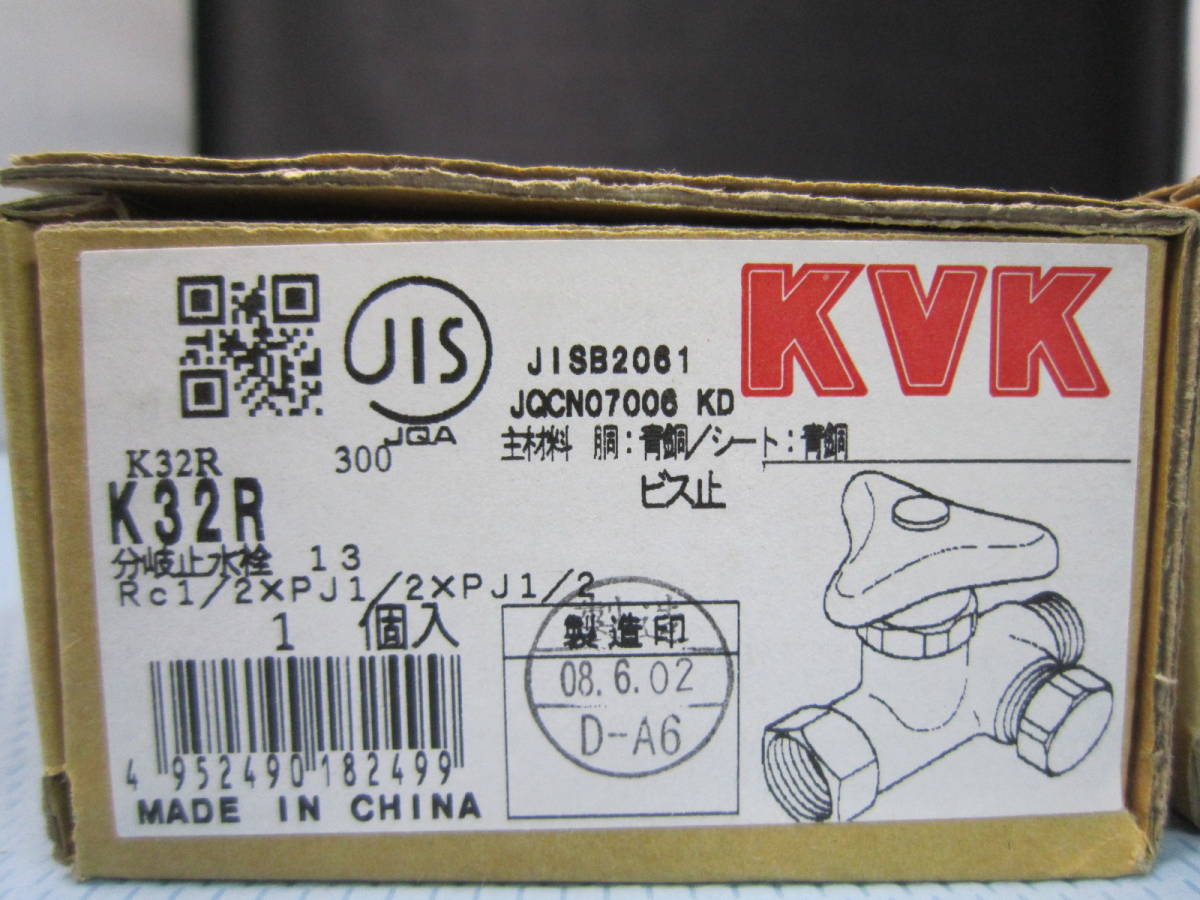 KVK
JIS
JQA
JISB2061
JQCN07006 KD
主材料 胴：青銅／シート：青銅
ビス止
K32R 300
K32R
分岐止水栓 13
Rc1/2×PJ1/2×PJ1/2
1 個入
製造印
08.6.02
D-A6
4 952490 182499
MADE IN CHINA